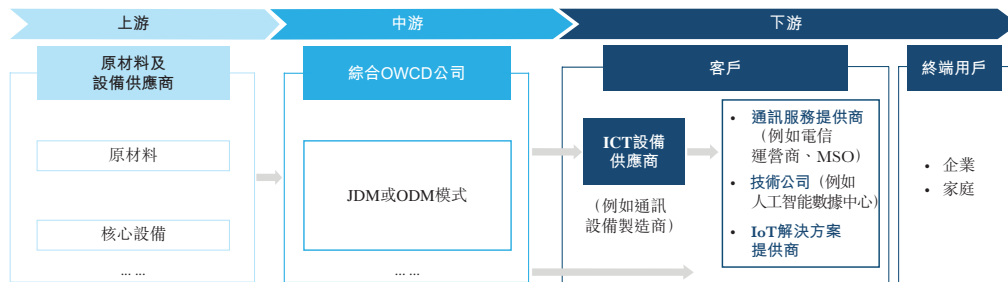 上游
中游
下游
原材料及
設備供應商
綜合OWCD公司
客戶
終端用戶
原材料
核心設備
... ...
JDM或ODM模式
... ...
ICT設備
供應商
（例如通訊
設備製造商）
• 通訊服務提供商
（例如電信
運營商、MSO）
• 技術公司（例如
人工智能數據中心）
• IoT解決方案
提供商
• 企業
• 家庭